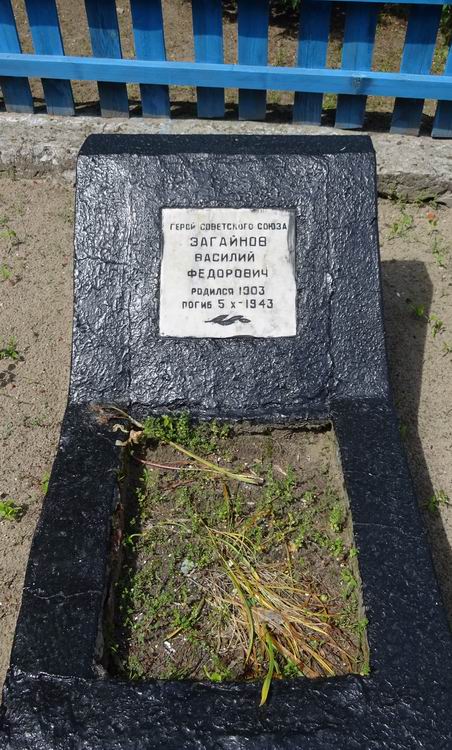 ГЕРОЙ СОВЕТСКОГО СОЮЗА
ЗАГАЙНОВ
ВАСИЛИЙ
ФЕДОРОВИЧ
РОДИЛСЯ 1903
ПОГИБ 5 X-1943